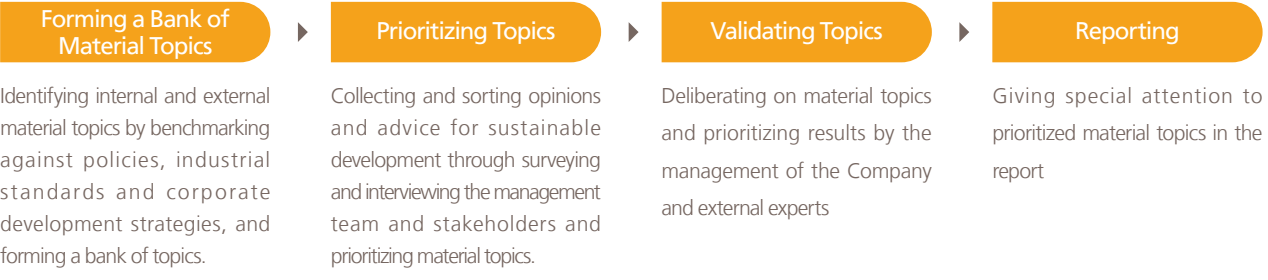 Forming a Bank of
Material Topics
Identifying internal and external
material topics by benchmarking
against policies, industrial
standards and corporate
development strategies, and
forming a bank of topics.
Prioritizing Topics
Collecting and sorting opinions
and advice for sustainable
development through surveying
and interviewing the management
team and stakeholders and
prioritizing material topics.
Validating Topics
Deliberating on material topics
and prioritizing results by the
management of the Company
and external experts
Reporting
Giving special attention to
prioritized material topics in the
report